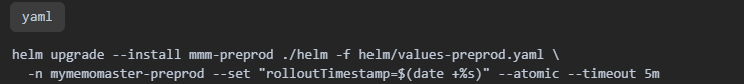 yaml
helm upgrade --install mmm-preprod ./helm -f helm/values-preprod.yaml \
-n mymemomaster-preprod --set "rolloutTimestamp=$(date +%s)" --atomic --timeout 5m